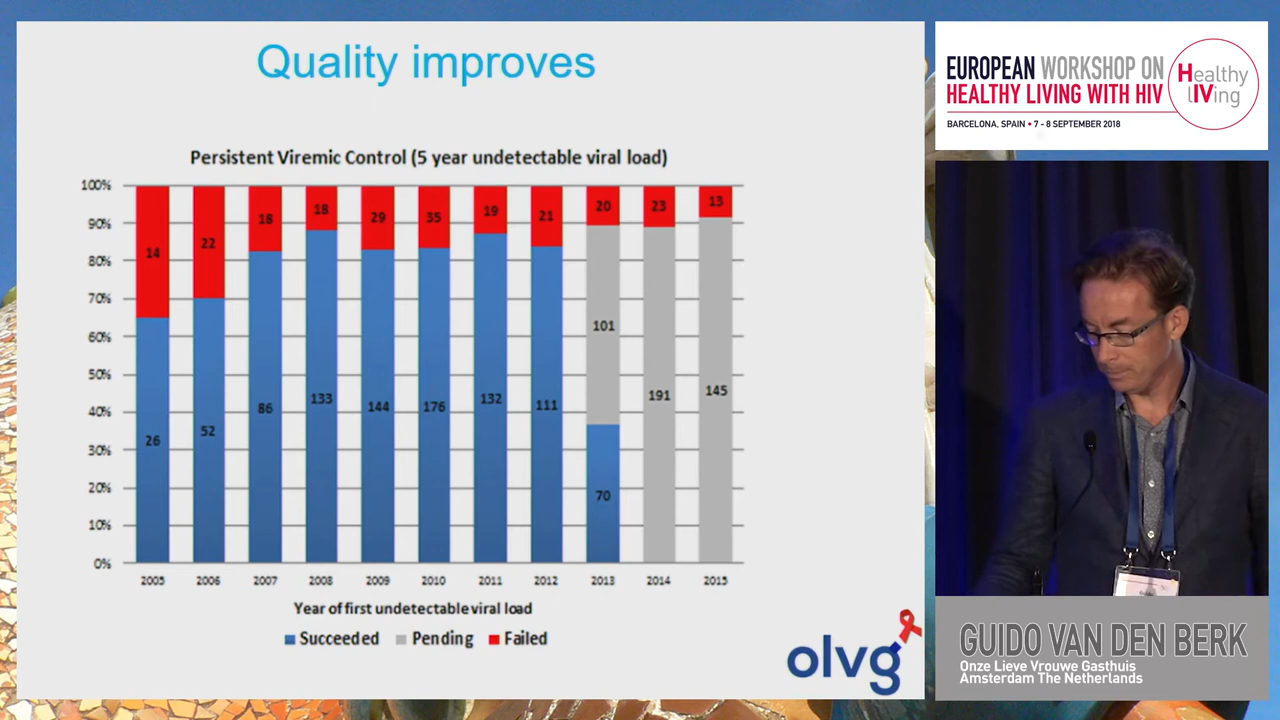 Quality improves
Persistent Viremic Control (5 year undetectable viral load)
100%
90%
80%
70%
60%
50%
40%
30%
20%
10%
0%
14 22 18 18 29 35 19 21 20 23 13
101
26 52 86 133 144 176 132 111 70 191 145
2005 2006 2007 2008 2009 2010 2011 2012 2013 2014 2015
Year of first undetectable viral load
Succeeded Pending Failed
olvg
EUROPEAN WORKSHOP ON
HEALTHY LIVING WITH HIV
BARCELONA, SPAIN • 7 - 8 SEPTEMBER 2018
Healthy
lIVing
GUIDO VAN DEN BERK
Onze Lieve Vrouwe Gasthuis
Amsterdam The Netherlands